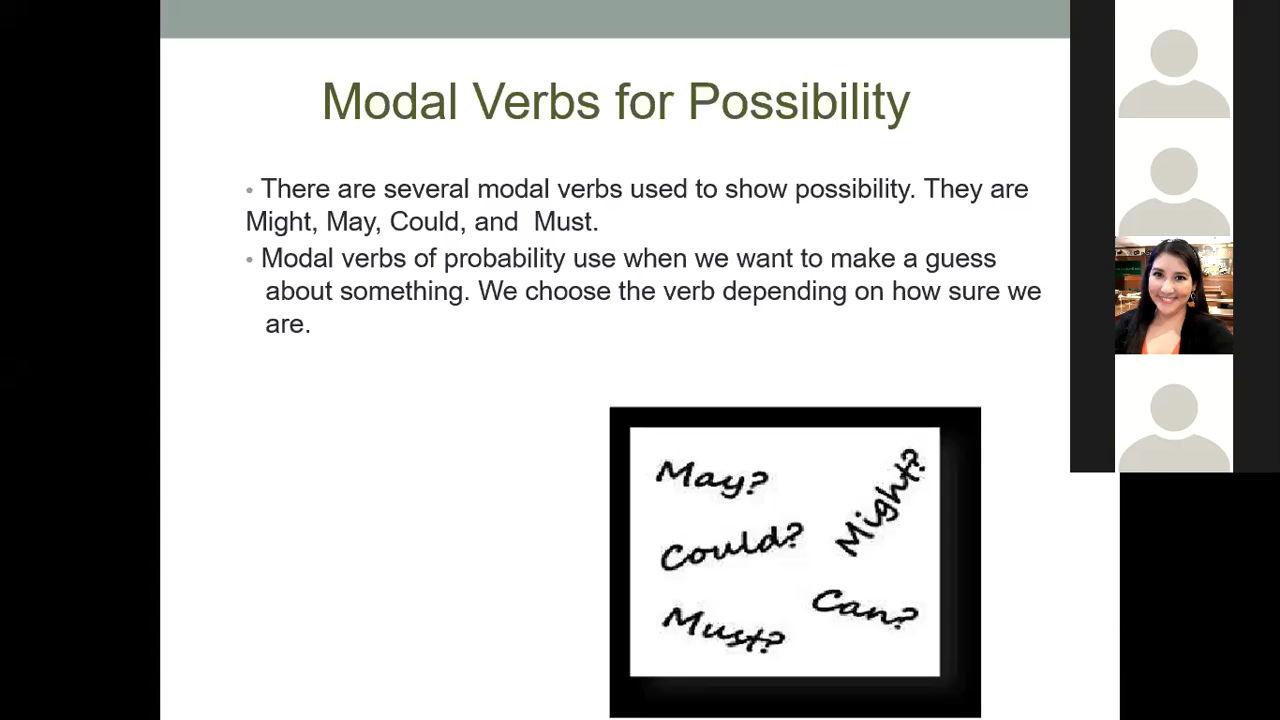 Modal Verbs for Possibility
• There are several modal verbs used to show possibility. They are
Might, May, Could, and  Must.
• Modal verbs of probability use when we want to make a guess
about something. We choose the verb depending on how sure we
are.
May?
Might?
Could?
Can?
Must?